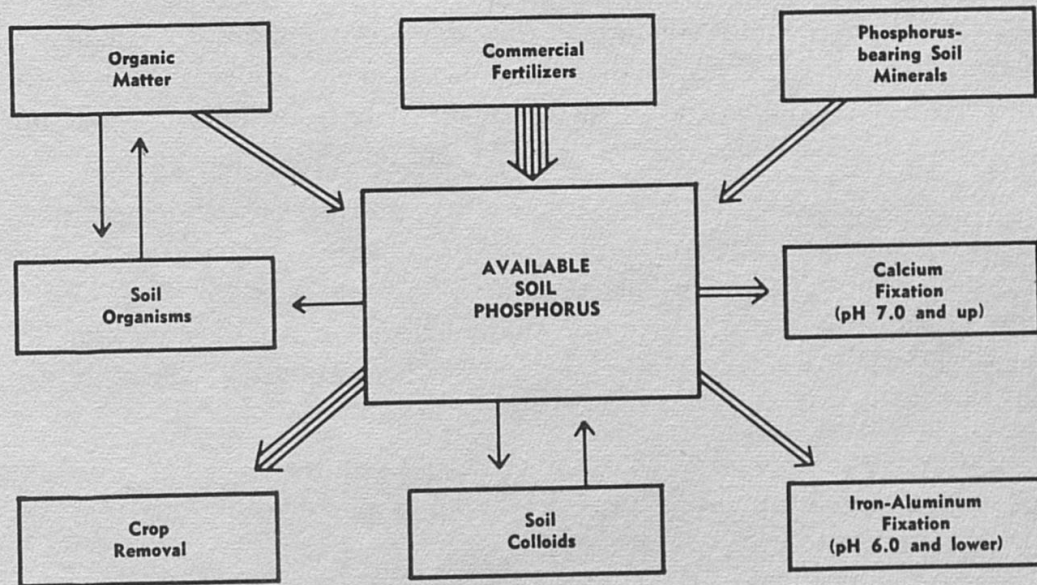 Organic
Matter
Commercial
Fertilizers
Phosphorus-
bearing Soil
Minerals
Soil
Organisms
AVAILABLE
SOIL
PHOSPHORUS
Calcium
Fixation
(pH 7.0 and up)
Crop
Removal
Soil
Colloids
Iron-Aluminum
Fixation
(pH 6.0 and lower)